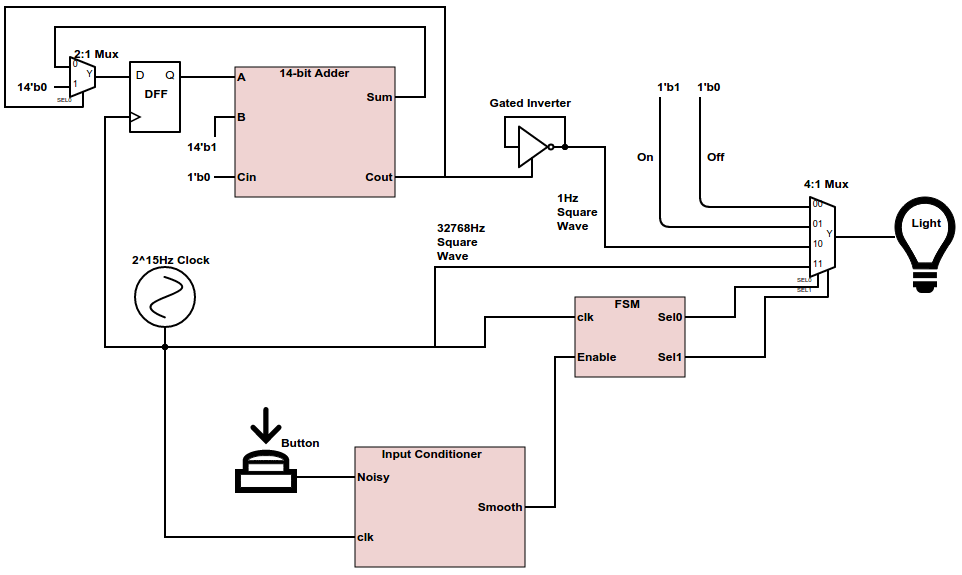 2:1 Mux
0
Y
1
14'b0
SEL0
D
Q
DFF
14-bit Adder
A
Sum
B
14'b1
1'b0
Cin
Cout
Gated Inverter
1'b1
1'b0
On
Off
4:1 Mux
00
01
Y
10
11
SEL0
SEL1
Light
1Hz
Square
Wave
32768Hz
Square
Wave
2^15Hz Clock
FSM
clk
Sel0
Enable
Sel1
Button
Input Conditioner
Noisy
Smooth
clk